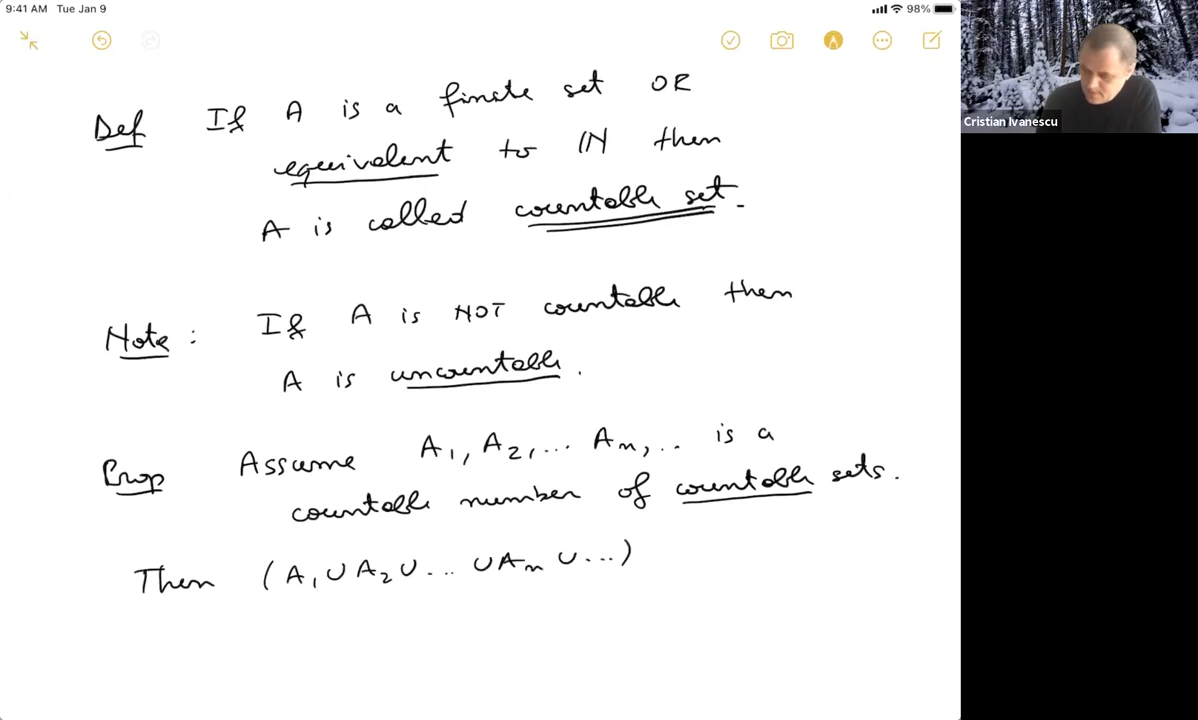 9:41 AM Tue Jan 9
98%
Cristian Ivanescu
Def If A is a finite set OR
equivalent to ℕ then
A is called countable set.
Note: If A is NOT countable then
A is uncountable.
Prop Assume A₁, A₂, ... Aₙ, .. is a
countable number of countable sets.
Then (A₁ ∪ A₂ ∪ ... ∪ Aₙ ∪ ...)